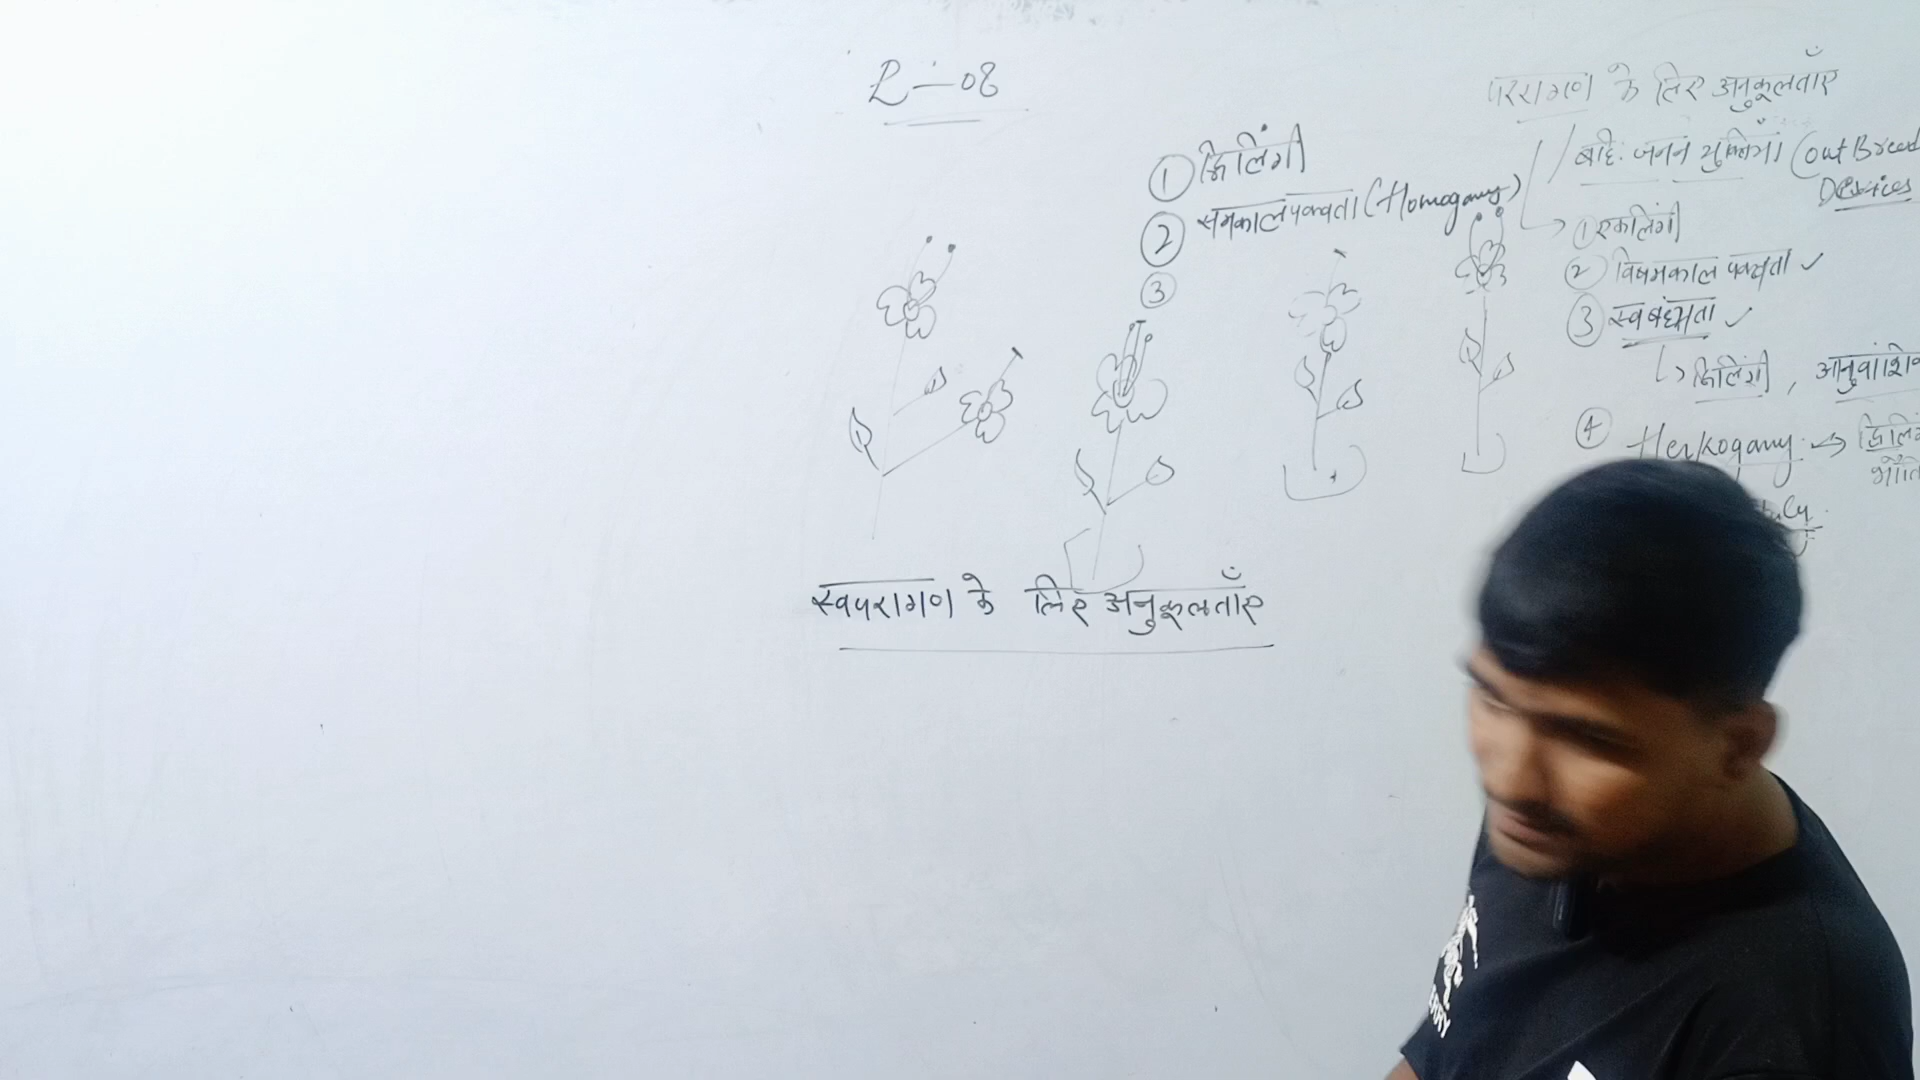 L-08
① द्विलिंगी
② समकालपक्वता (Homogamy)
③
स्वपरागण के लिए अनुकूलताएँ
परपरागण के लिए अनुकूलताएँ
बाहि: जनन युक्तियाँ (out Breed
Devices
① एकलिंगी
② विषमकाल पक्वता ✓
③ स्वबंध्यता ✓
↳ द्विलिंगी, आनुवांशि
④ Herkogamy: →